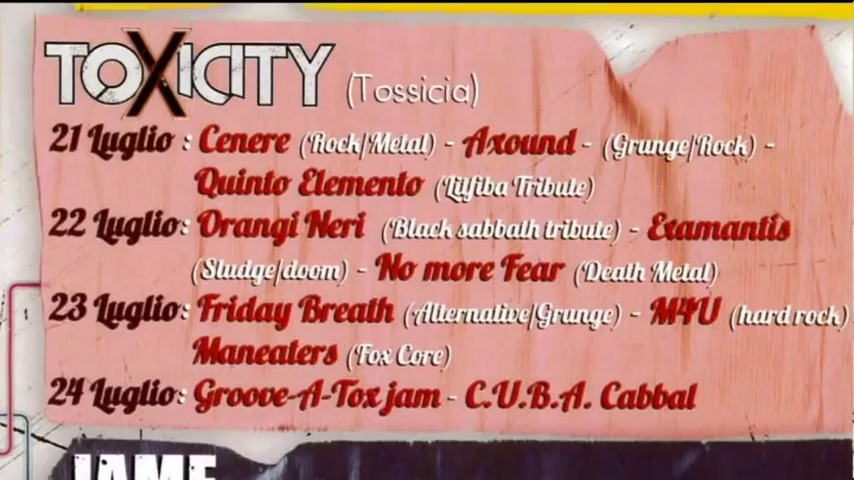 TOXICITY (Tossicia)
21 Luglio : Cenere (Rock/Metal) - Axound - (Grunge/Rock) -
Quinto Elemento (Litfiba Tribute)
22 Luglio: Orangi Neri (Black sabbath tribute) - Examantis
(Sludge/doom) - No more Fear (Death Metal)
23 Luglio: Friday Breath (Alternative/Grunge) - M4U (hard rock)
Maneaters (Fox Core)
24 Luglio: Groove-A-Tox jam - C.U.B.A. Cabbal